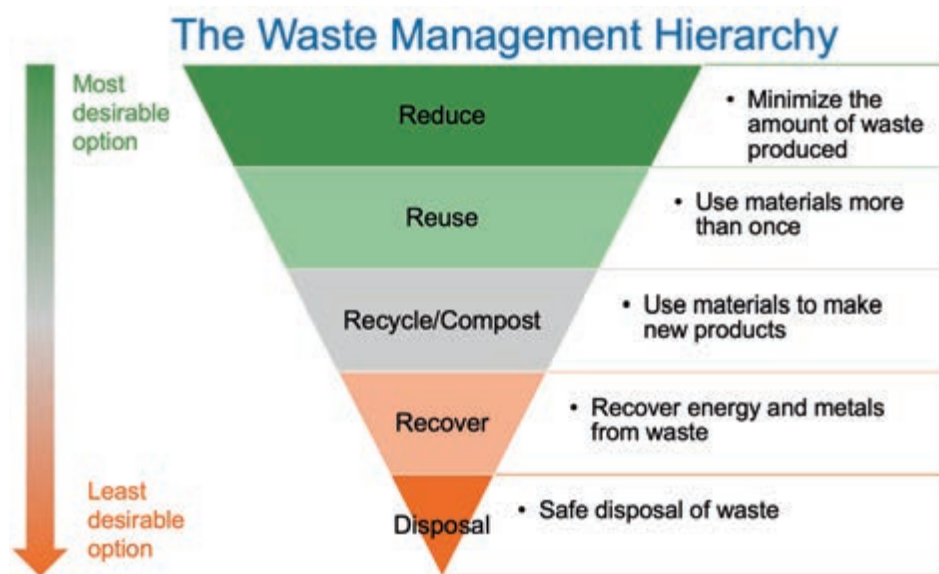 The Waste Management Hierarchy
Most
desirable
option
Reduce
• Minimize the
amount of waste
produced
Reuse
• Use materials more
than once
Recycle/Compost
• Use materials to make
new products
Recover
• Recover energy and metals
from waste
Least
desirable
option
Disposal
• Safe disposal of waste